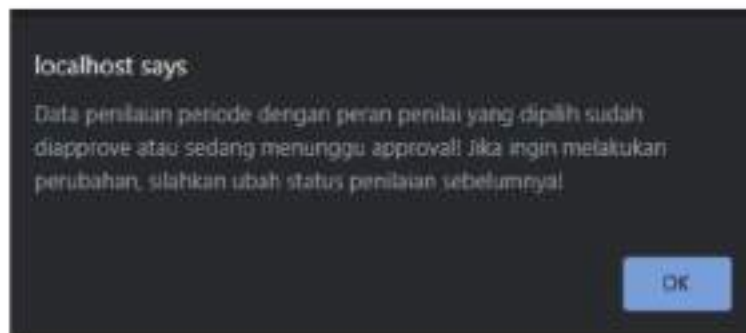 localhost says
Data penilaian periode dengan peran penilai yang dipilih sudah
diapprove atau sedang menunggu approval! Jika ingin melakukan
perubahan, silahkan ubah status penilaian sebelumnya!
OK